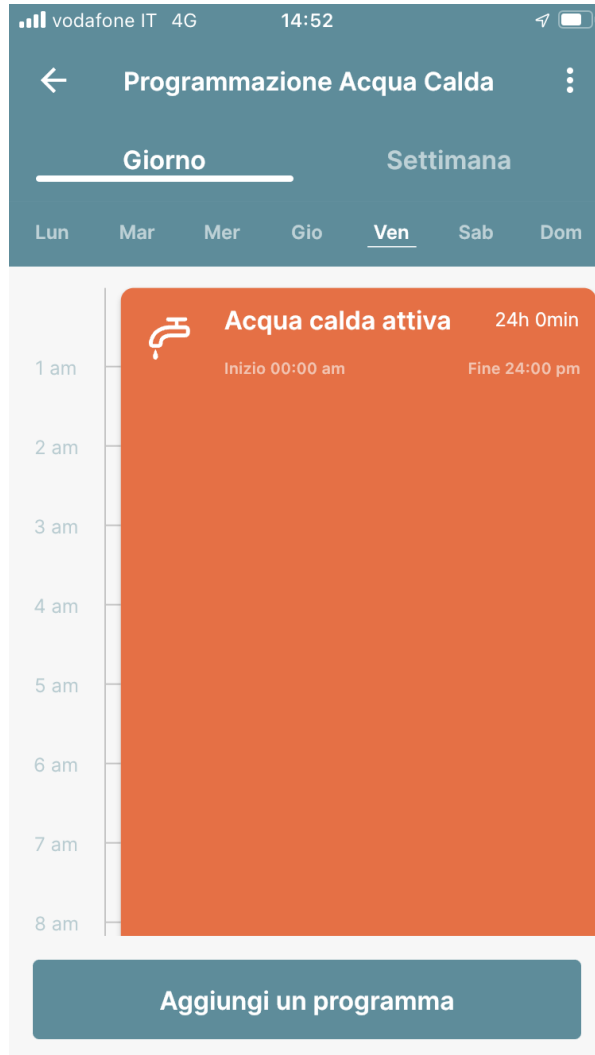 vodafone IT 4G 14:52
Programmazione Acqua Calda
Giorno Settimana
Lun Mar Mer Gio Ven Sab Dom
Acqua calda attiva 24h 0min
1 am Inizio 00:00 am Fine 24:00 pm
2 am
3 am
4 am
5 am
6 am
7 am
8 am
Aggiungi un programma